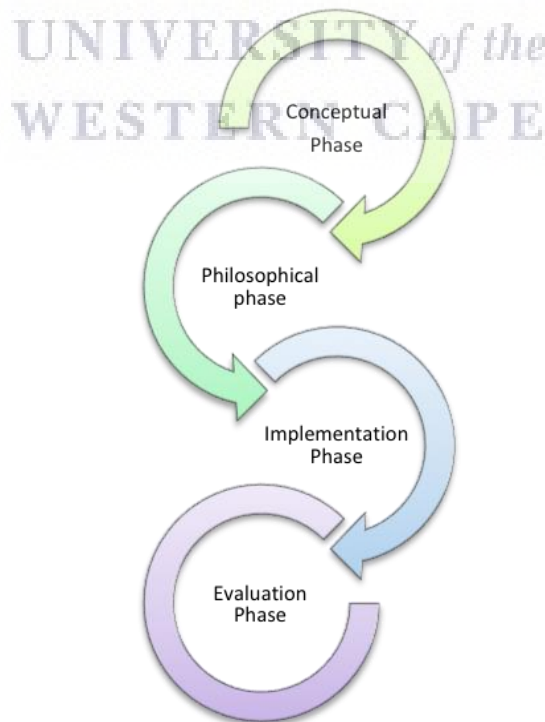 UNIVERSITY of the
WESTERN CAPE
Conceptual
Phase
Philosophical
phase
Implementation
Phase
Evaluation
Phase